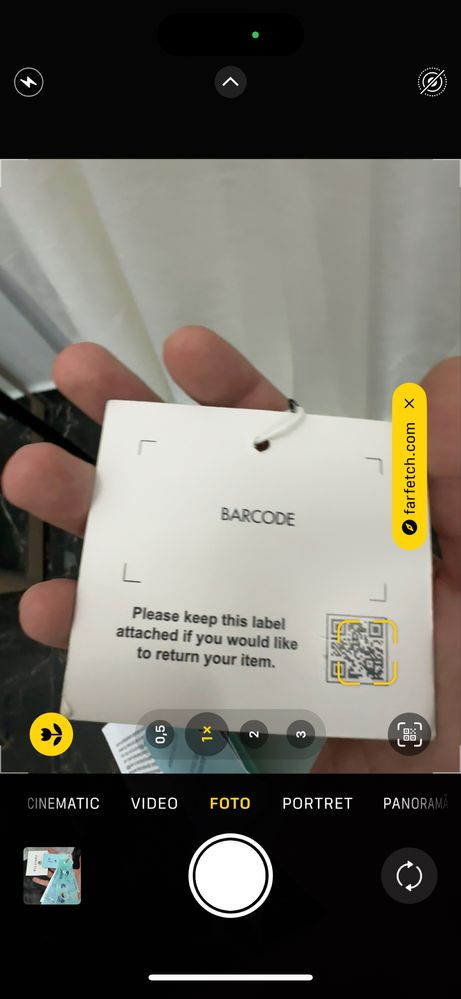 farfetch.com
BARCODE
Please keep this label
attached if you would like
to return your item.
0,5
1×
2
3
CINEMATIC
VIDEO
FOTO
PORTRET
PANORAMĂ